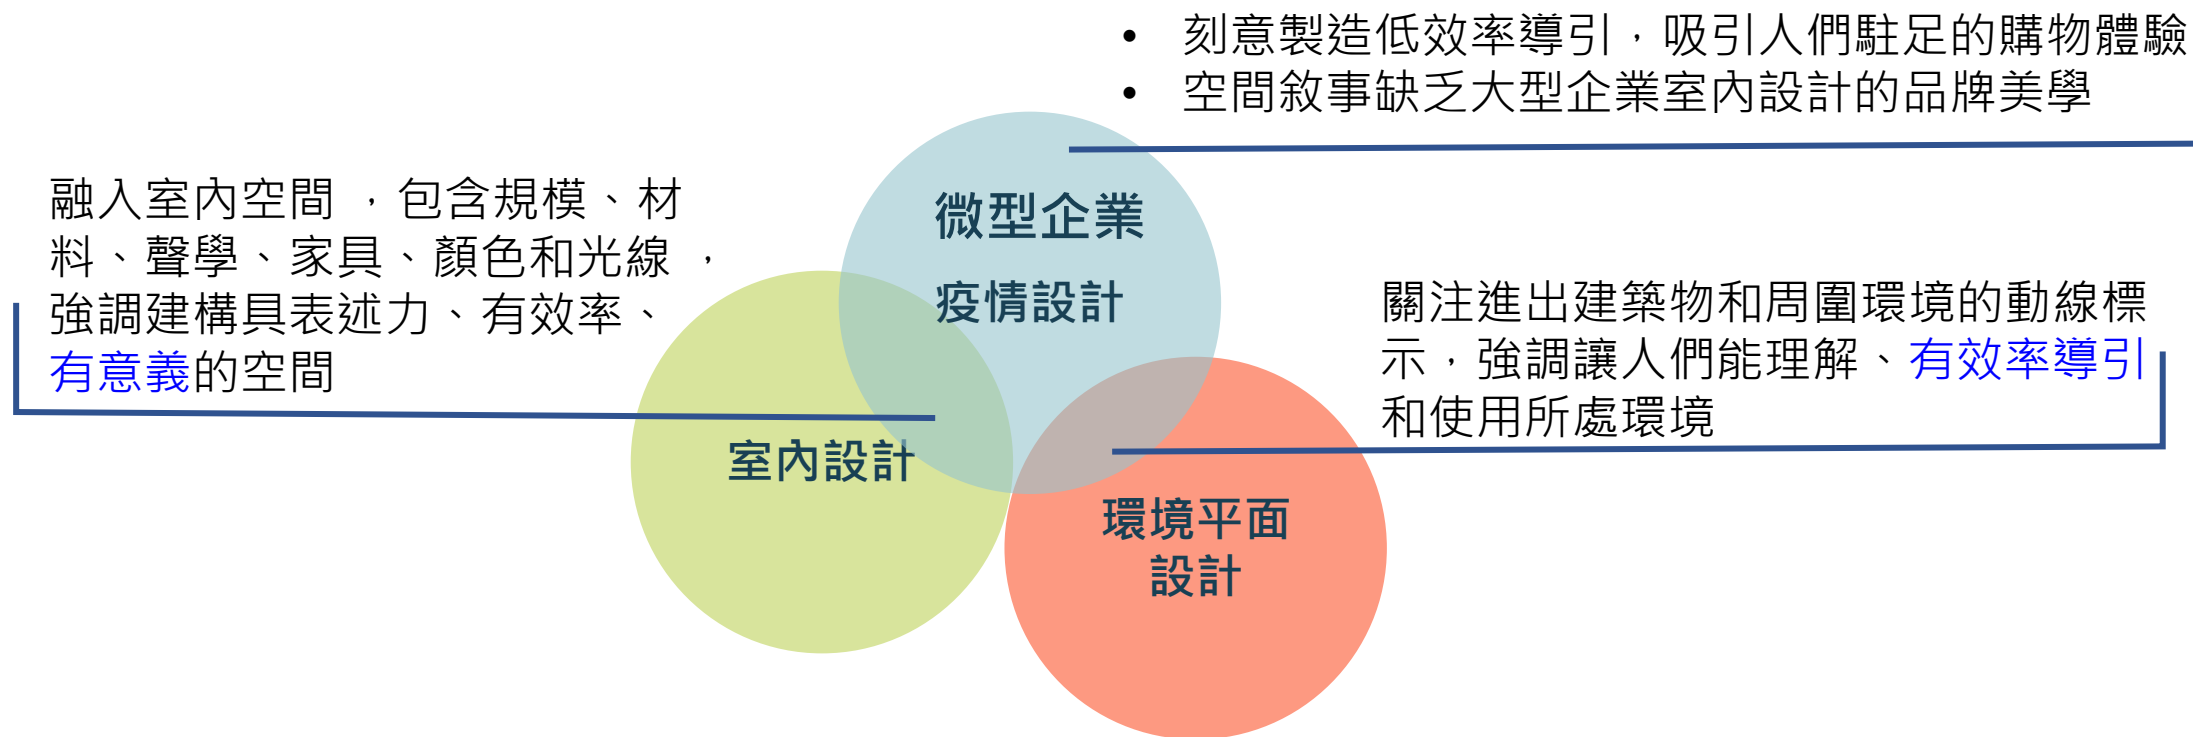 • 刻意製造低效率導引，吸引人們駐足的購物體驗
• 空間敘事缺乏大型企業室內設計的品牌美學
融入室內空間 ，包含規模、材
料、聲學、家具、顏色和光線 ，
強調建構具表述力、有效率、
有意義的空間
微型企業
疫情設計
關注進出建築物和周圍環境的動線標
示，強調讓人們能理解、有效率導引
和使用所處環境
室內設計
環境平面
設計